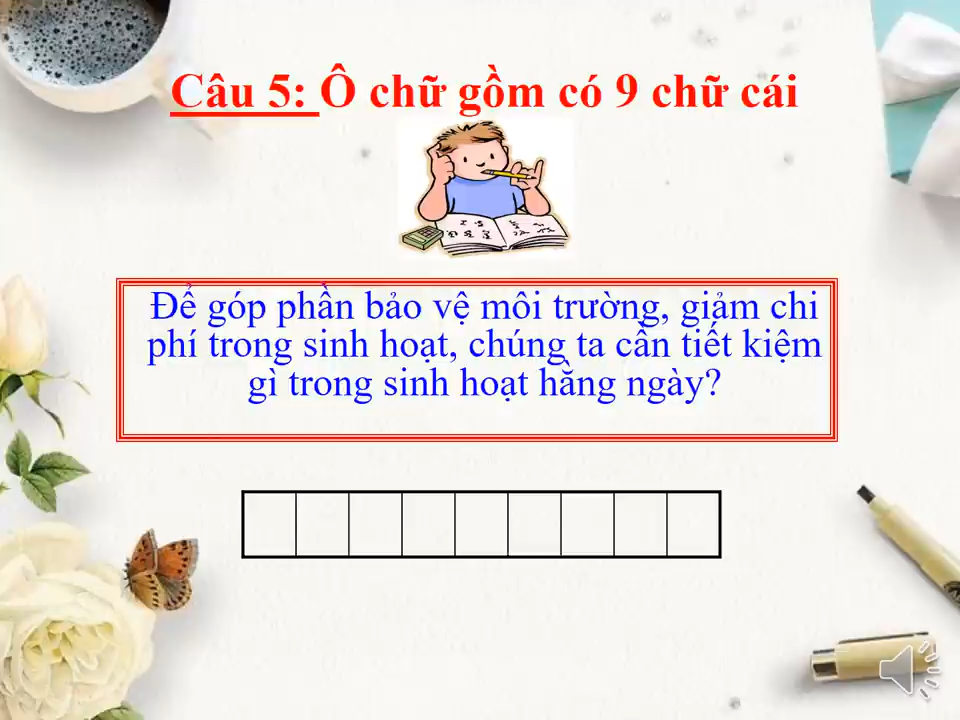 Câu 5: Ô chữ gồm có 9 chữ cái
Để góp phần bảo vệ môi trường, giảm chi
phí trong sinh hoạt, chúng ta cần tiết kiệm
gì trong sinh hoạt hằng ngày?